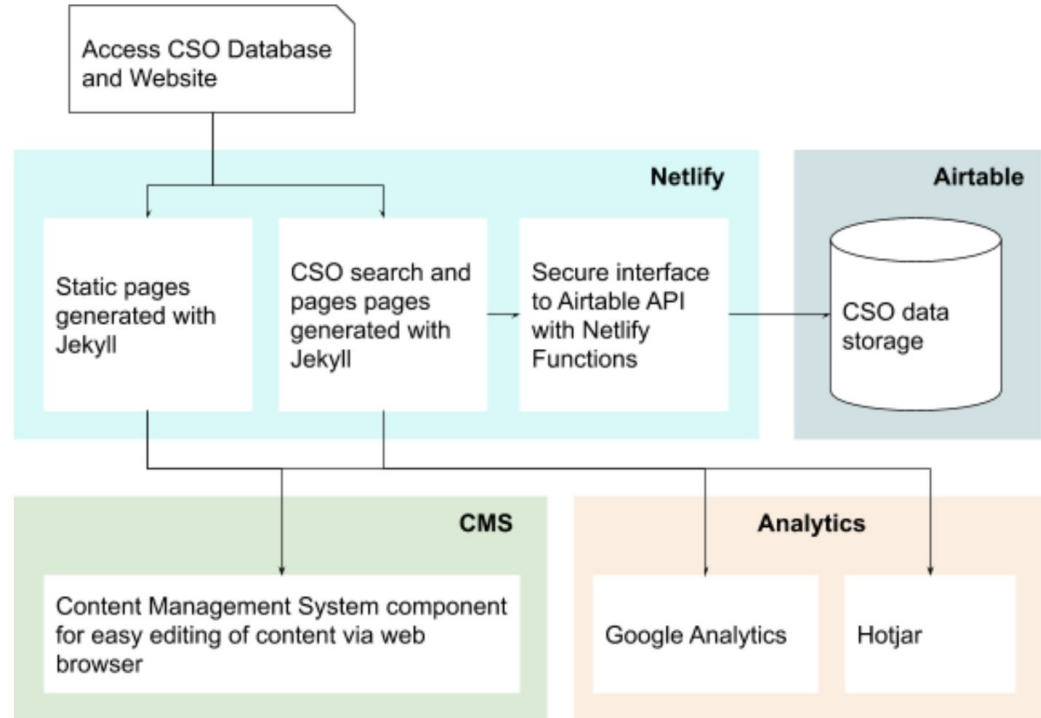 Access CSO Database
and Website
Netlify
Airtable
Static pages
generated with
Jekyll
CSO search and
pages pages
generated with
Jekyll
Secure interface
to Airtable API
with Netlify
Functions
CSO data
storage
CMS
Analytics
Content Management System component
for easy editing of content via web
browser
Google Analytics
Hotjar